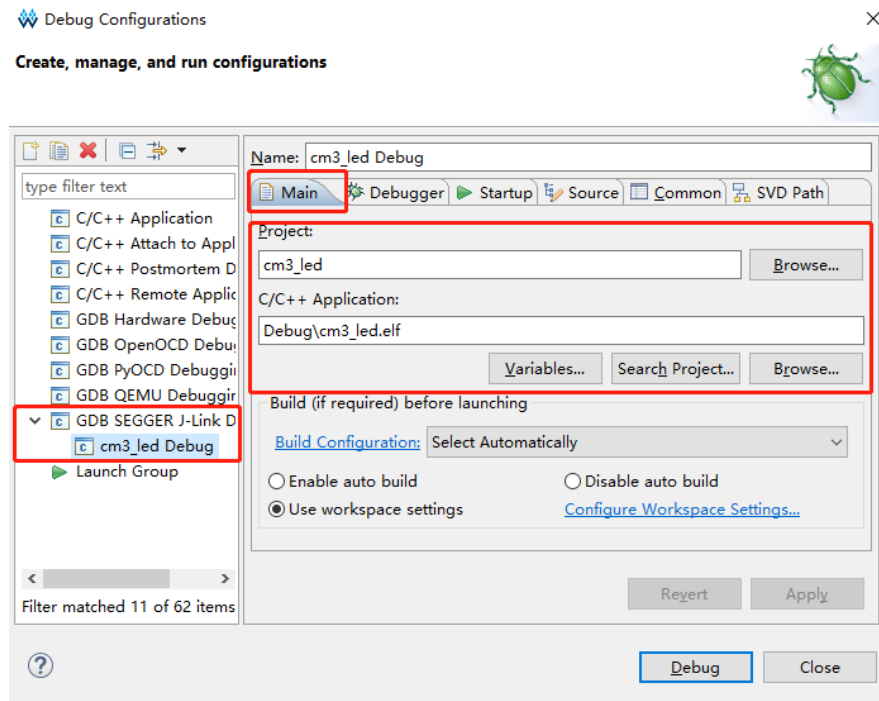 Debug Configurations
Create, manage, and run configurations
Name: cm3_led Debug
type filter text
C/C++ Application
C/C++ Attach to Appl
C/C++ Postmortem D
C/C++ Remote Applic
GDB Hardware Debug
GDB OpenOCD Debu
GDB PyOCD Debuggi
GDB QEMU Debuggir
GDB SEGGER J-Link D
cm3_led Debug
Launch Group
Filter matched 11 of 62 items
Main Debugger Startup Source Common SVD Path
Project:
cm3_led Browse...
C/C++ Application:
Debug\cm3_led.elf
Variables... Search Project... Browse...
Build (if required) before launching
Build Configuration: Select Automatically
Enable auto build Disable auto build
Use workspace settings Configure Workspace Settings...
Revert Apply
Debug Close